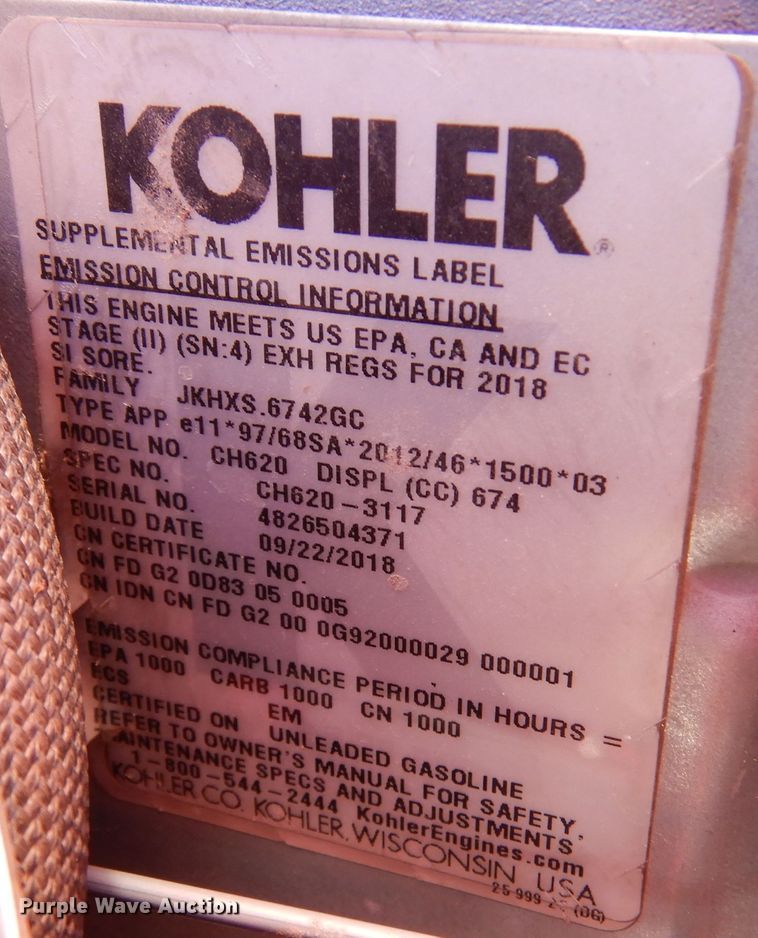 KOHLER®
SUPPLEMENTAL EMISSIONS LABEL
EMISSION CONTROL INFORMATION
THIS ENGINE MEETS US EPA, CA AND EC
STAGE (II) (SN:4) EXH REGS FOR 2018
SI SORE.
FAMILY JKHXS.6742GC
TYPE APP e11*97/68SA*2012/46*1500*03
MODEL NO. CH620 DISPL (CC) 674
SPEC NO. CH620-3117
SERIAL NO. 4826504371
BUILD DATE 09/22/2018
CN CERTIFICATE NO.
CN FD G2 0D83 05 0005
CN IDN CN FD G2 00 0G92000029 000001
EMISSION COMPLIANCE PERIOD IN HOURS =
EPA 1000 CARB 1000 CN 1000
ECS EM
CERTIFIED ON UNLEADED GASOLINE
REFER TO OWNER'S MANUAL FOR SAFETY,
MAINTENANCE SPECS AND ADJUSTMENTS
1-800-544-2444 KohlerEngines.com
KOHLER CO. KOHLER, WISCONSIN USA
25 999 (DG)
Purple Wave Auction